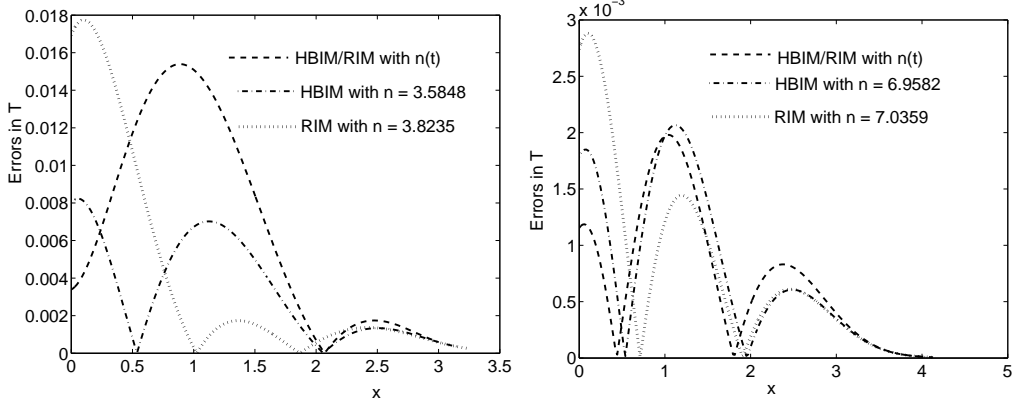 0.018
0.016
0.014
0.012
0.01
0.008
0.006
0.004
0.002
0
Errors in T
0 0.5 1 1.5 2 2.5 3 3.5
x
HBIM/RIM with n(t)
HBIM with n = 3.5848
RIM with n = 3.8235
3 x 10⁻³
2.5
2
1.5
1
0.5
0
Errors in T
0 1 2 3 4 5
x
HBIM/RIM with n(t)
HBIM with n = 6.9582
RIM with n = 7.0359